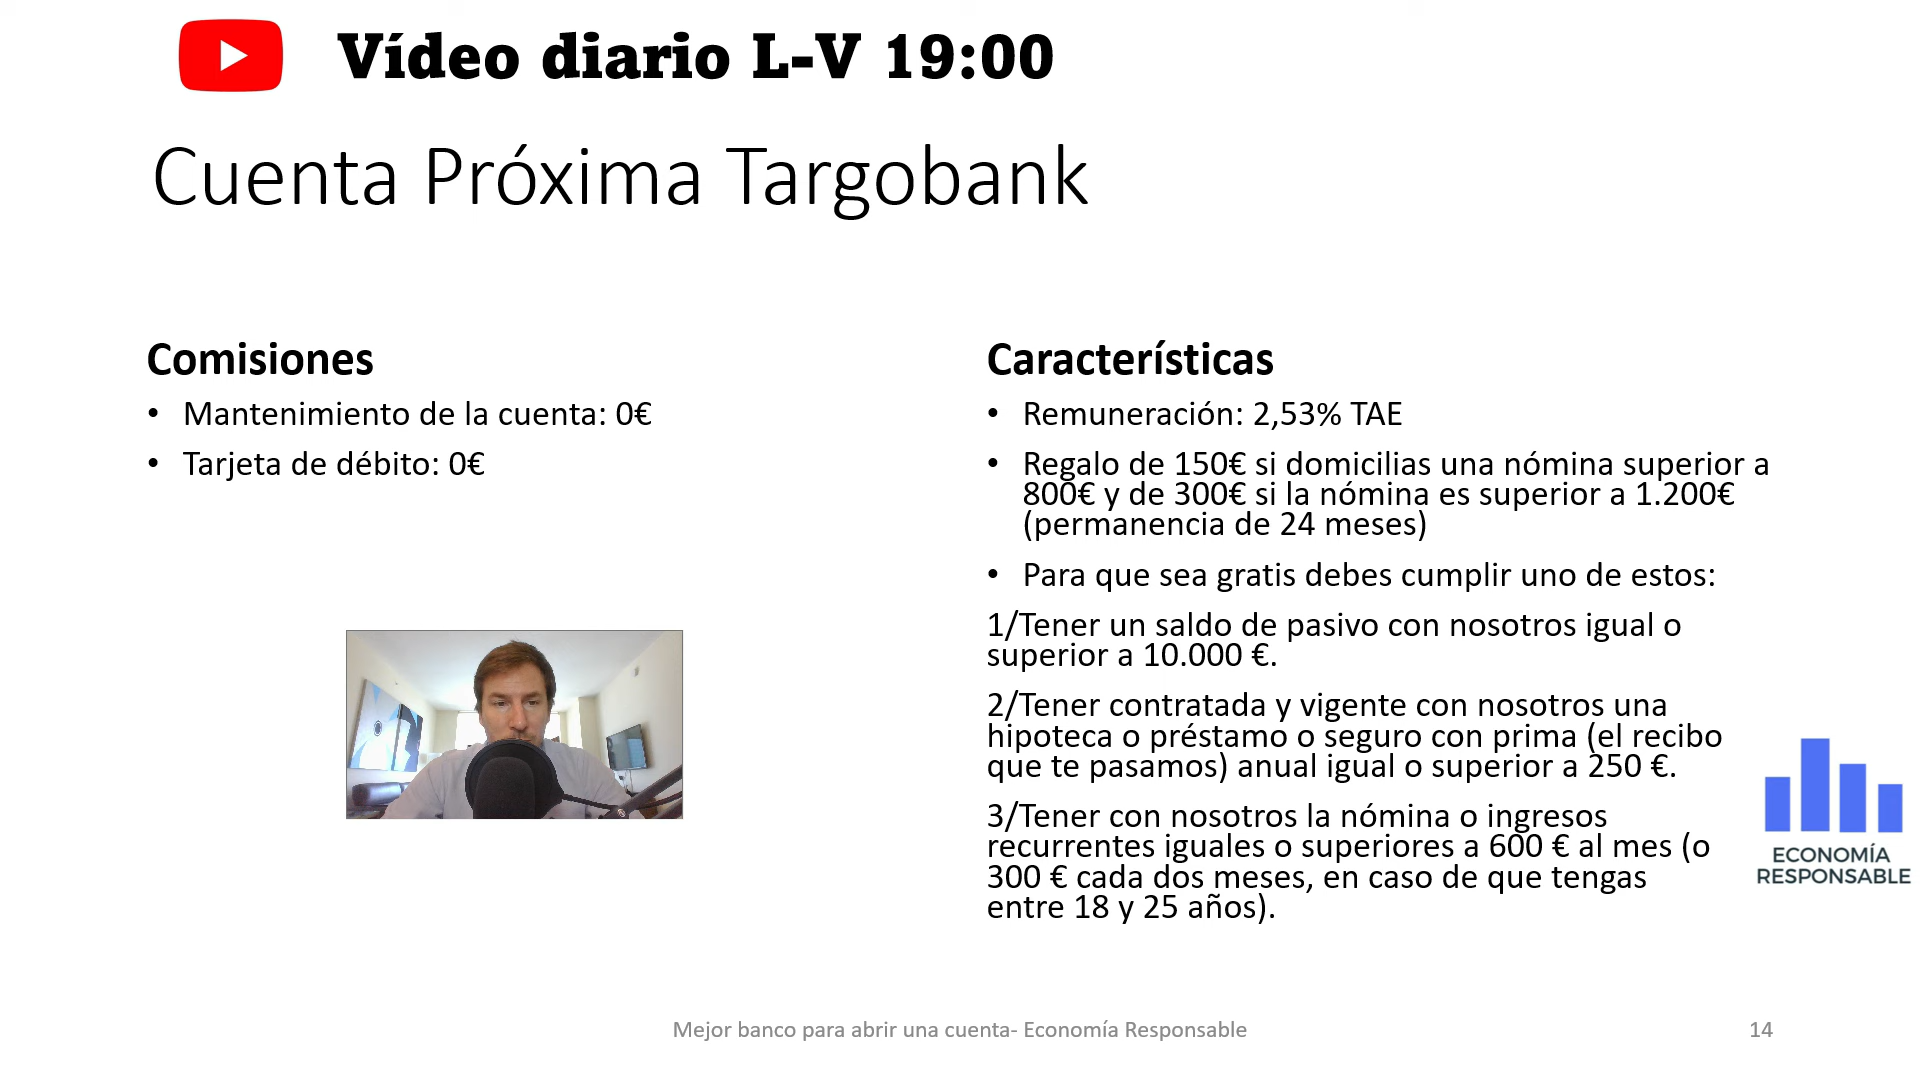 Vídeo diario L-V 19:00
Cuenta Próxima Targobank
Comisiones
• Mantenimiento de la cuenta: 0€
• Tarjeta de débito: 0€
Características
• Remuneración: 2,53% TAE
• Regalo de 150€ si domicilias una nómina superior a
800€ y de 300€ si la nómina es superior a 1.200€
(permanencia de 24 meses)
• Para que sea gratis debes cumplir uno de estos:
1/Tener un saldo de pasivo con nosotros igual o
superior a 10.000 €.
2/Tener contratada y vigente con nosotros una
hipoteca o préstamo o seguro con prima (el recibo
que te pasamos) anual igual o superior a 250 €.
3/Tener con nosotros la nómina o ingresos
recurrentes iguales o superiores a 600 € al mes (o
300 € cada dos meses, en caso de que tengas
entre 18 y 25 años).
ECONOMÍA
RESPONSABLE
Mejor banco para abrir una cuenta- Economía Responsable
14